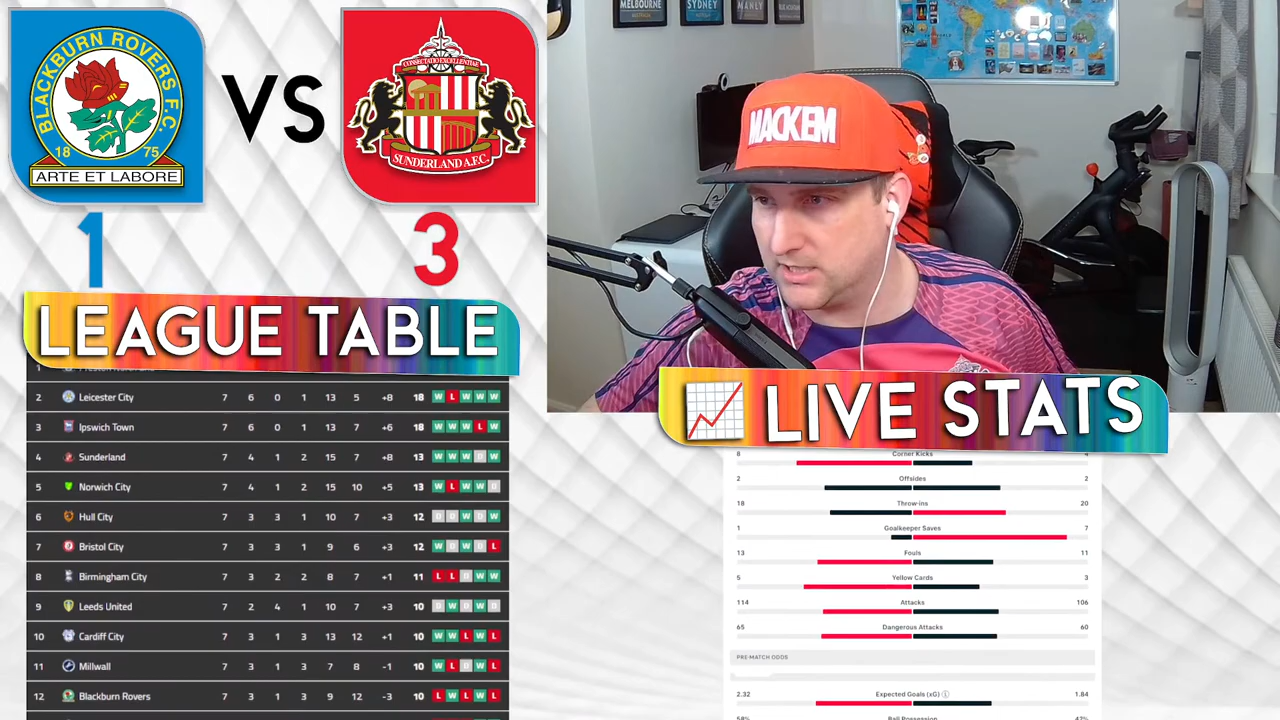 BLACKBURN ROVERS F.C.
18 75
ARTE ET LABORE
VS
CONSECTATIO EXCELLENTIAE
SUNDERLAND A.F.C.
1
3
MELBOURNE
SYDNEY
MANLY
MACKEM
LEAGUE TABLE
LIVE STATS
1
2 Leicester City 7 6 0 1 13 5 +8 18 W L W W W
3 Ipswich Town 7 6 0 1 13 7 +6 18 W W W L W
4 Sunderland 7 4 1 2 15 7 +8 13 W W W D W
5 Norwich City 7 4 1 2 15 10 +5 13 W L W W D
6 Hull City 7 3 3 1 10 7 +3 12 D D W D W
7 Bristol City 7 3 3 1 9 6 +3 12 W D W D L
8 Birmingham City 7 3 2 2 8 7 +1 11 L L D W W
9 Leeds United 7 2 4 1 10 7 +3 10 D W D W D
10 Cardiff City 7 3 1 3 13 12 +1 10 W W L W L
11 Millwall 7 3 1 3 7 8 -1 10 W L D W L
12 Blackburn Rovers 7 3 1 3 9 12 -3 10 L W L W L
8 Corner Kicks 4
2 Offsides 2
18 Throw-ins 20
1 Goalkeeper Saves 7
13 Fouls 11
5 Yellow Cards 3
114 Attacks 106
65 Dangerous Attacks 60
PRE-MATCH ODDS
2.32 Expected Goals (xG) 1.84
58% Ball Possession 42%